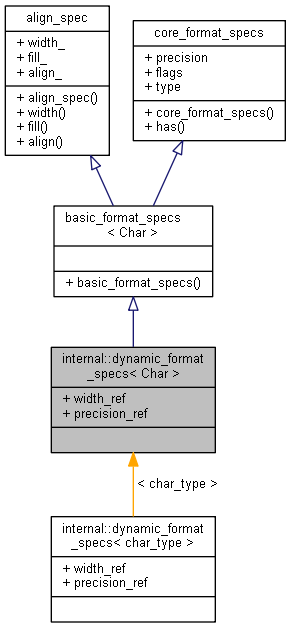 align_spec
+ width_
+ fill_
+ align_
+ align_spec()
+ width()
+ fill()
+ align()
core_format_specs
+ precision
+ flags
+ type
+ core_format_specs()
+ has()
basic_format_specs
< Char >
+ basic_format_specs()
internal::dynamic_format
_specs< Char >
+ width_ref
+ precision_ref
< char_type >
internal::dynamic_format
_specs< char_type >
+ width_ref
+ precision_ref